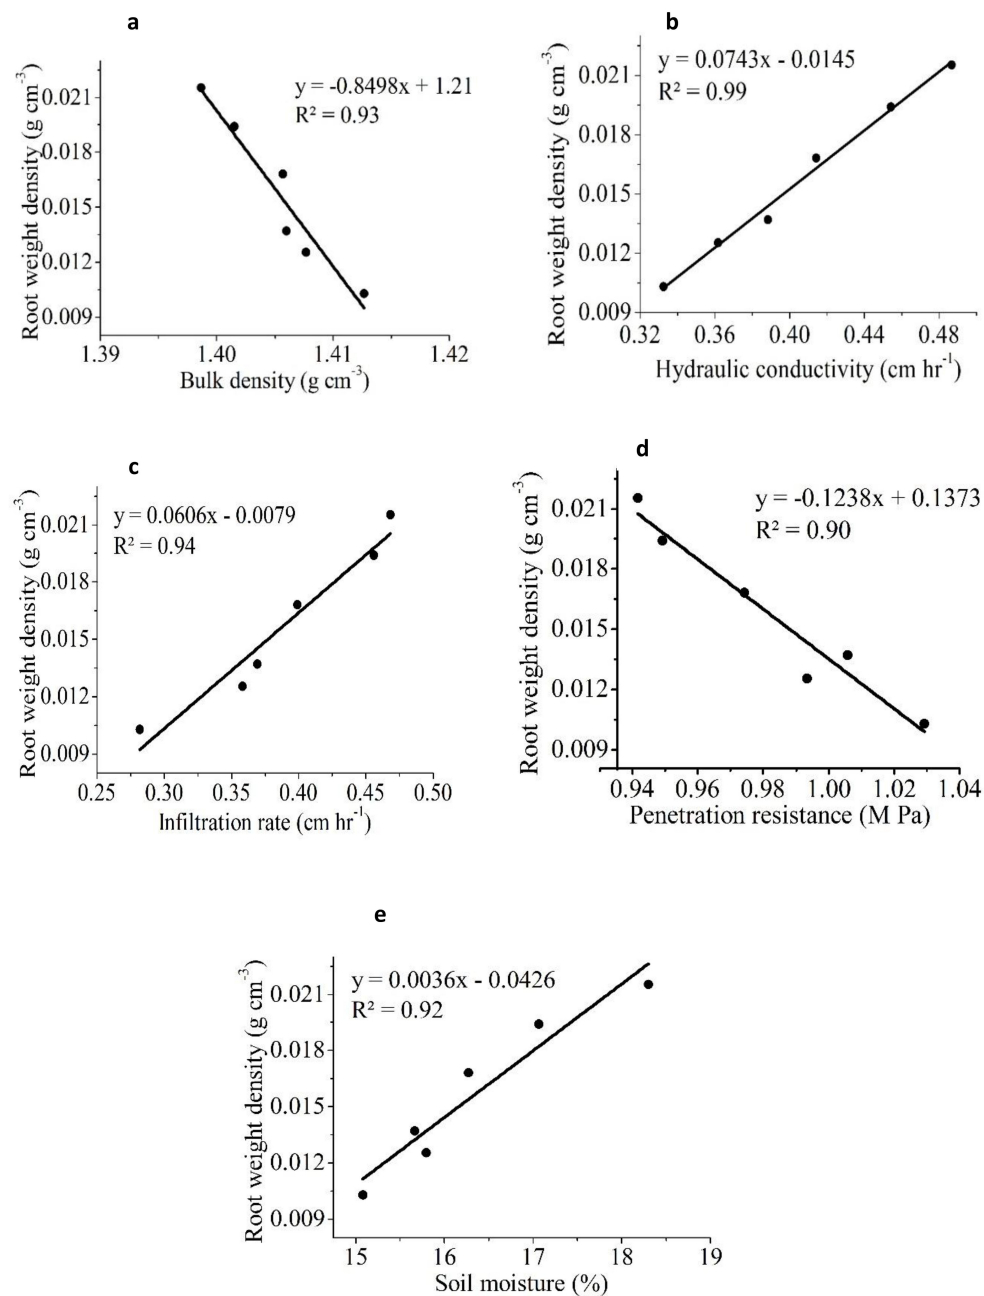 a
Root weight density (g cm⁻³)
0.021
0.018
0.015
0.012
0.009
y = -0.8498x + 1.21
R² = 0.93
1.39
1.40
1.41
1.42
Bulk density (g cm⁻³)
b
Root weight density (g cm⁻³)
0.021
0.018
0.015
0.012
0.009
y = 0.0743x - 0.0145
R² = 0.99
0.32
0.36
0.40
0.44
0.48
Hydraulic conductivity (cm hr⁻¹)
c
Root weight density (g cm⁻³)
0.021
0.018
0.015
0.012
0.009
y = 0.0606x - 0.0079
R² = 0.94
0.25
0.30
0.35
0.40
0.45
0.50
Infiltration rate (cm hr⁻¹)
d
Root weight density (g cm⁻³)
0.021
0.018
0.015
0.012
0.009
y = -0.1238x + 0.1373
R² = 0.90
0.94
0.96
0.98
1.00
1.02
1.04
Penetration resistance (M Pa)
e
Root weight density (g cm⁻³)
0.021
0.018
0.015
0.012
0.009
y = 0.0036x - 0.0426
R² = 0.92
15
16
17
18
19
Soil moisture (%)